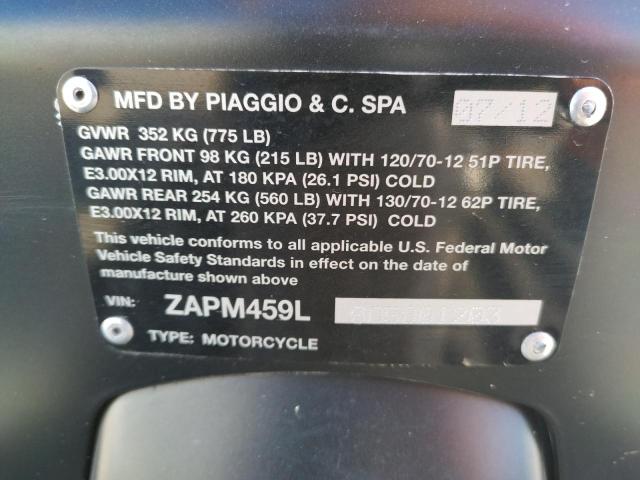 MFD BY PIAGGIO & C. SPA 07/12
GVWR 352 KG (775 LB)
GAWR FRONT 98 KG (215 LB) WITH 120/70-12 51P TIRE,
E3.00X12 RIM, AT 180 KPA (26.1 PSI) COLD
GAWR REAR 254 KG (560 LB) WITH 130/70-12 62P TIRE,
E3.00X12 RIM, AT 260 KPA (37.7 PSI) COLD
This vehicle conforms to all applicable U.S. Federal Motor
Vehicle Safety Standards in effect on the date of
manufacture shown above
VIN: ZAPM459L
TYPE: MOTORCYCLE